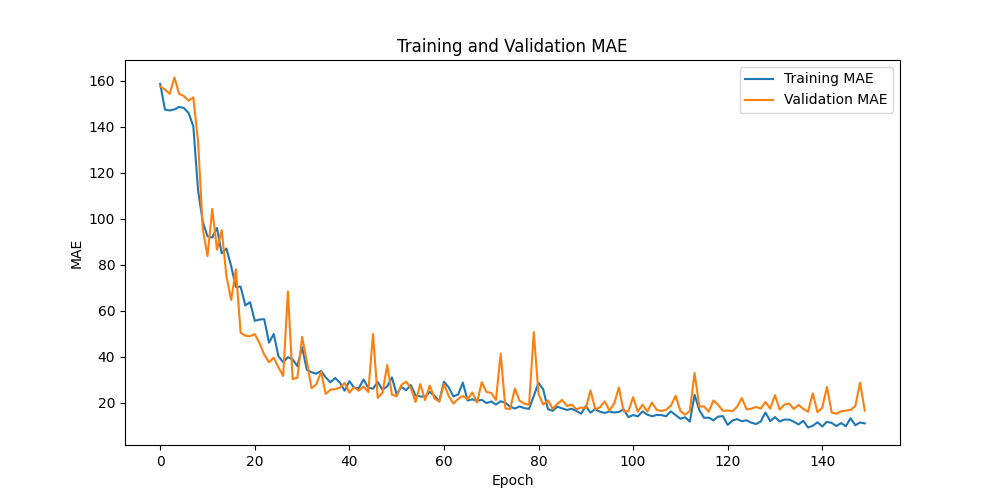 Training and Validation MAE
Training MAE
Validation MAE
160
140
120
100
80
60
40
20
MAE
0 20 40 60 80 100 120 140
Epoch